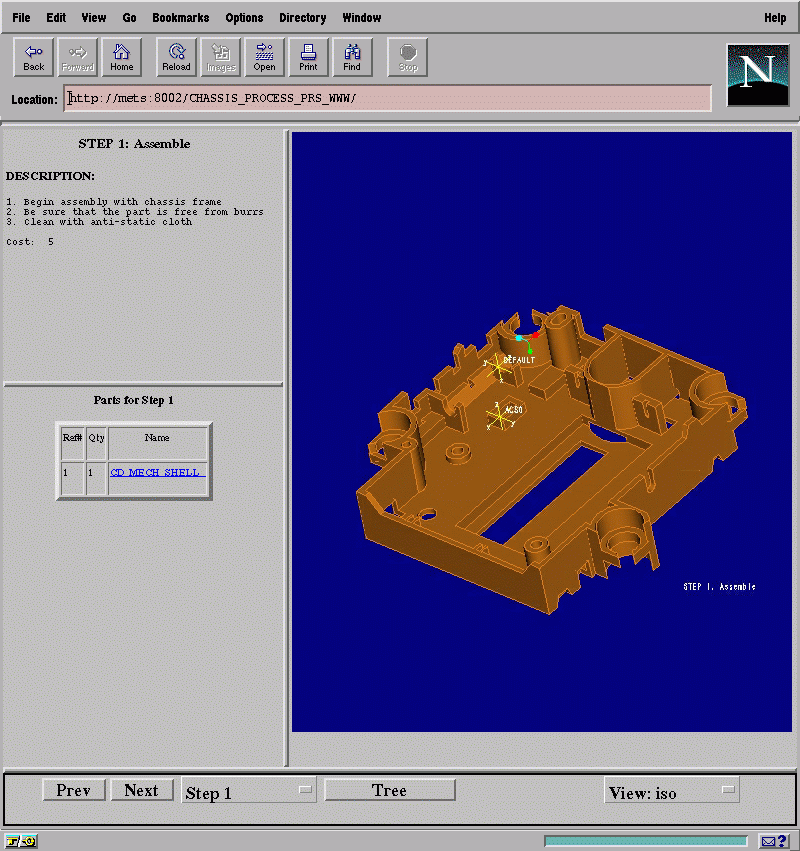 File Edit View Go Bookmarks Options Directory Window Help
Back Forward Home Reload Images Open Print Find Stop
N
Location: http://mets:8002/CHASSIS_PROCESS_PRS_WWW/
STEP 1: Assemble
DESCRIPTION:
1. Begin assembly with chassis frame
2. Be sure that the part is free from burrs
3. Clean with anti-static cloth
Cost: 5
Parts for Step 1
Ref# Qty Name
1 1 CD_MECH_SHELL
DEFAULT
ACS0
STEP 1, Assemble
Prev Next Step 1 Tree View: iso